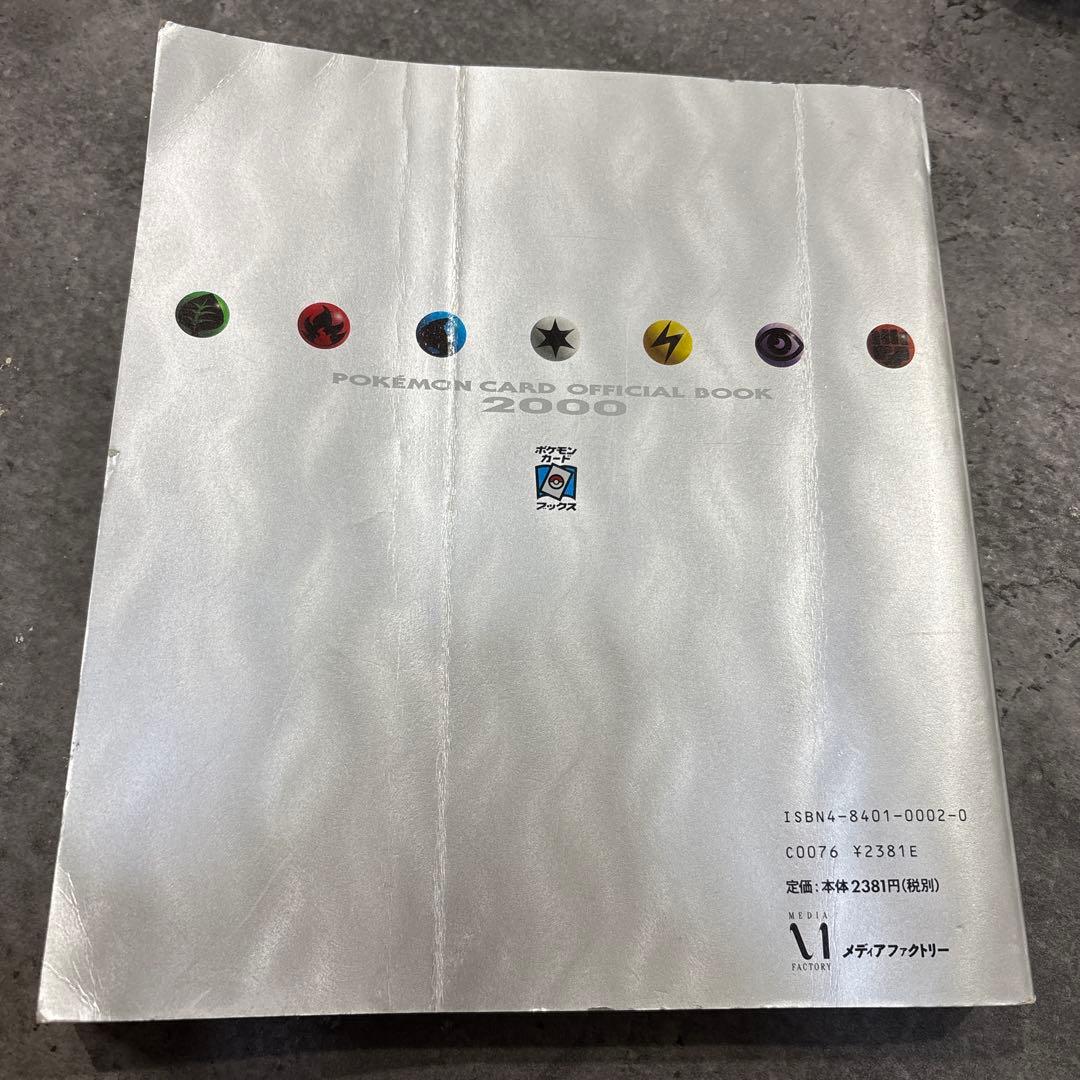 POKÉMON CARD OFFICIAL BOOK
2000
ポケモン
カード
ブックス
ISBN4-8401-0002-0
C0076 ¥2381E
定価:本体2381円(税別)
MEDIA
FACTORY
メディアファクトリー